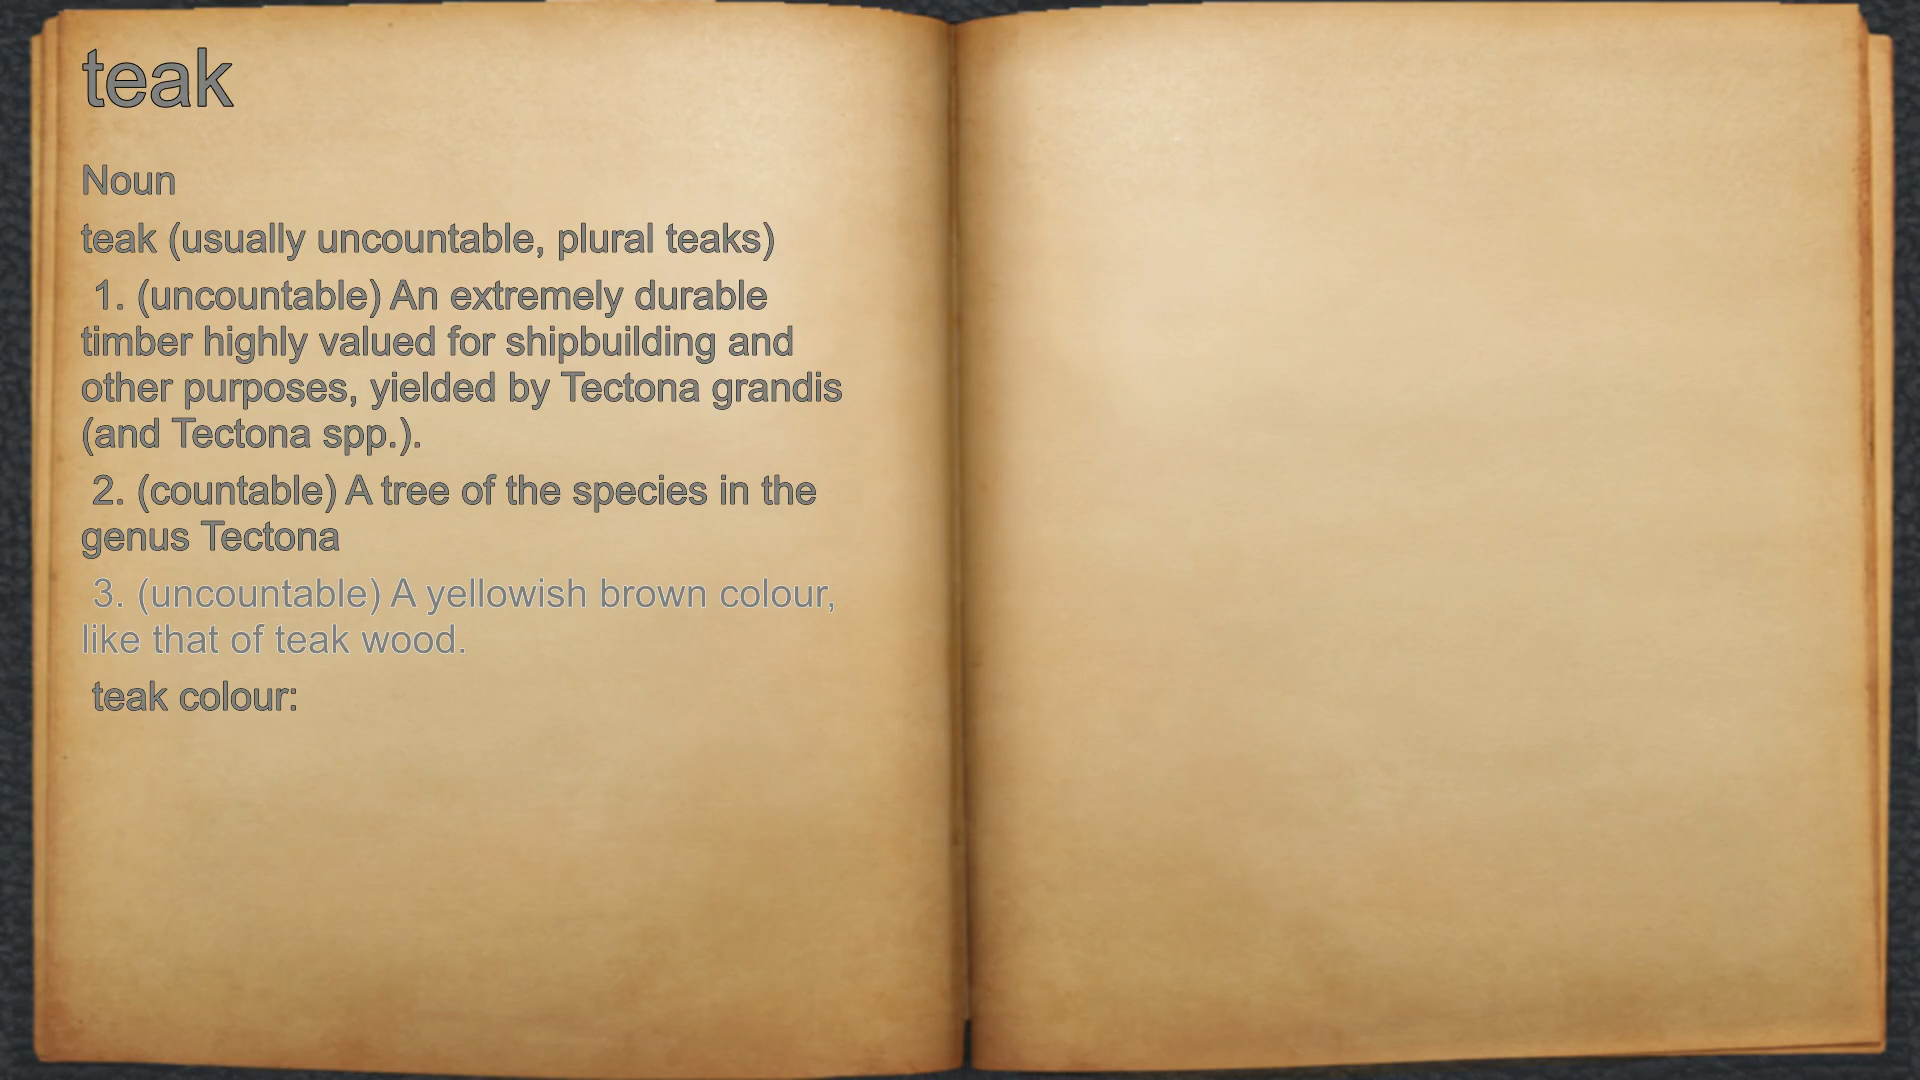 teak
Noun
teak (usually uncountable, plural teaks)
1. (uncountable) An extremely durable
timber highly valued for shipbuilding and
other purposes, yielded by Tectona grandis
(and Tectona spp.).
2. (countable) A tree of the species in the
genus Tectona
3. (uncountable) A yellowish brown colour,
like that of teak wood.
teak colour: